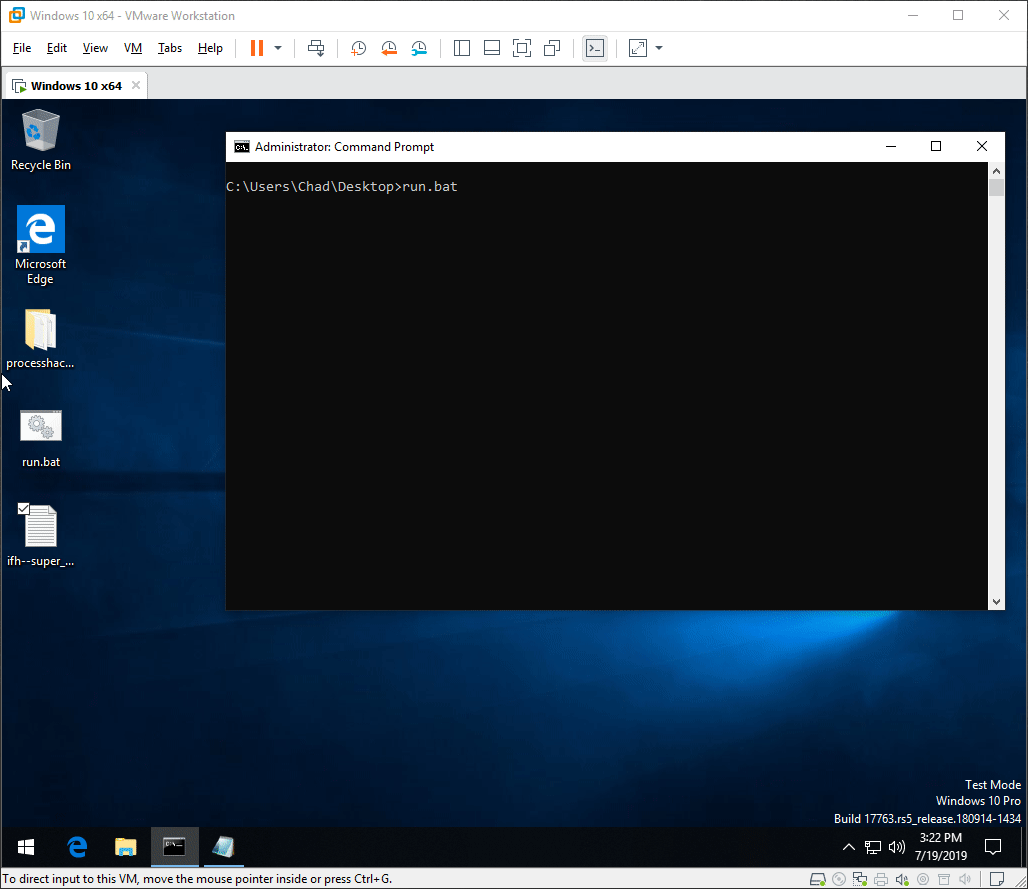 Windows 10 x64 - VMware Workstation
File Edit View VM Tabs Help
Windows 10 x64
Recycle Bin
Microsoft
Edge
processhac...
run.bat
ifh--super_...
Administrator: Command Prompt
C:\Users\Chad\Desktop>run.bat
Test Mode
Windows 10 Pro
Build 17763.rs5_release.180914-1434
3:22 PM
7/19/2019
To direct input to this VM, move the mouse pointer inside or press Ctrl+G.